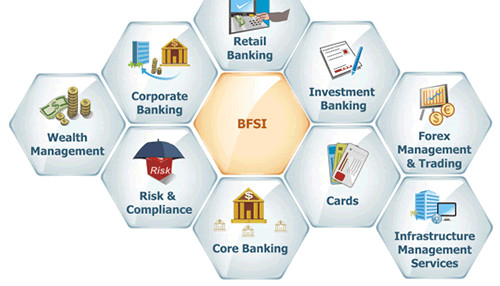 Retail
Banking
Corporate
Banking
Investment
Banking
Wealth
Management
BFSI
Forex
Management
& Trading
Risk
Risk &
Compliance
Cards
Core Banking
Infrastructure
Management
Services